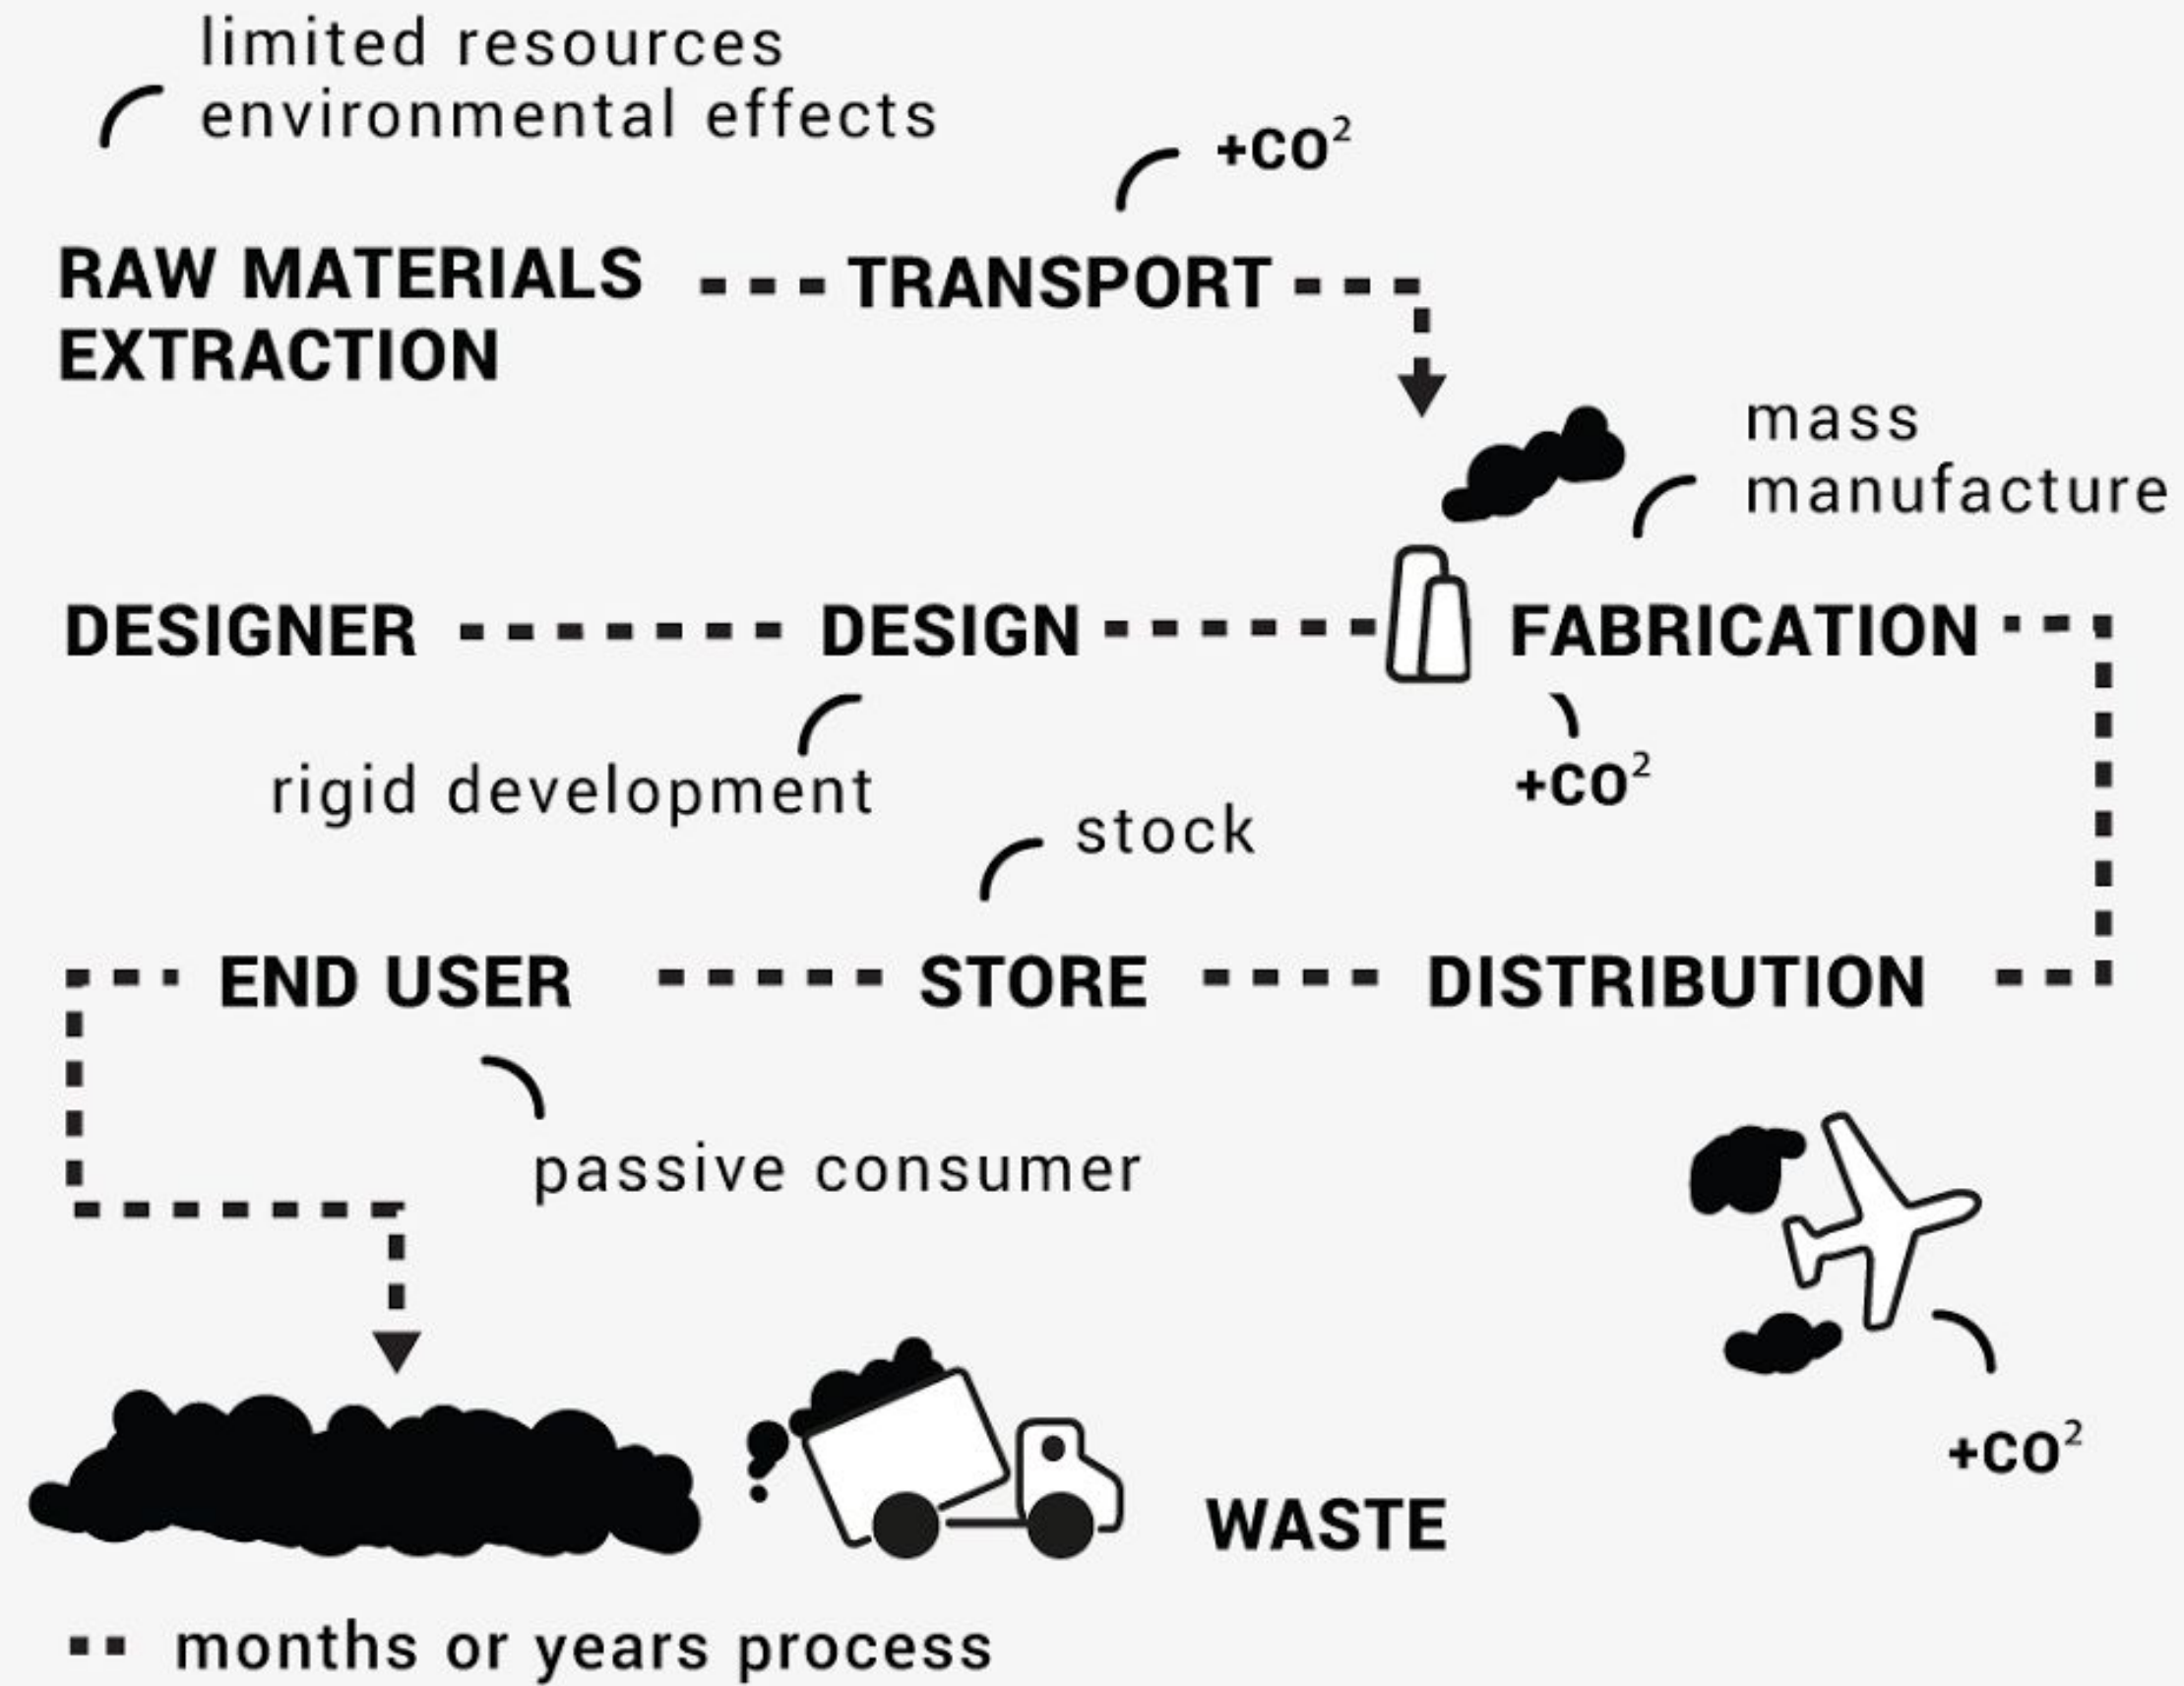 limited resources
environmental effects
+CO²
RAW MATERIALS
EXTRACTION
TRANSPORT
mass
manufacture
DESIGNER
DESIGN
FABRICATION
rigid development
+CO²
stock
END USER
STORE
DISTRIBUTION
passive consumer
+CO²
WASTE
months or years process